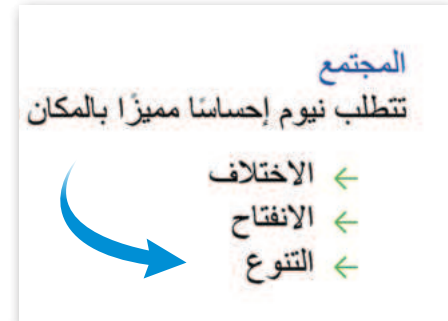 المجتمع
تتطلب نيوم إحساسًا مميزًا بالمكان
← الاختلاف
← الانفتاح
← التنوع